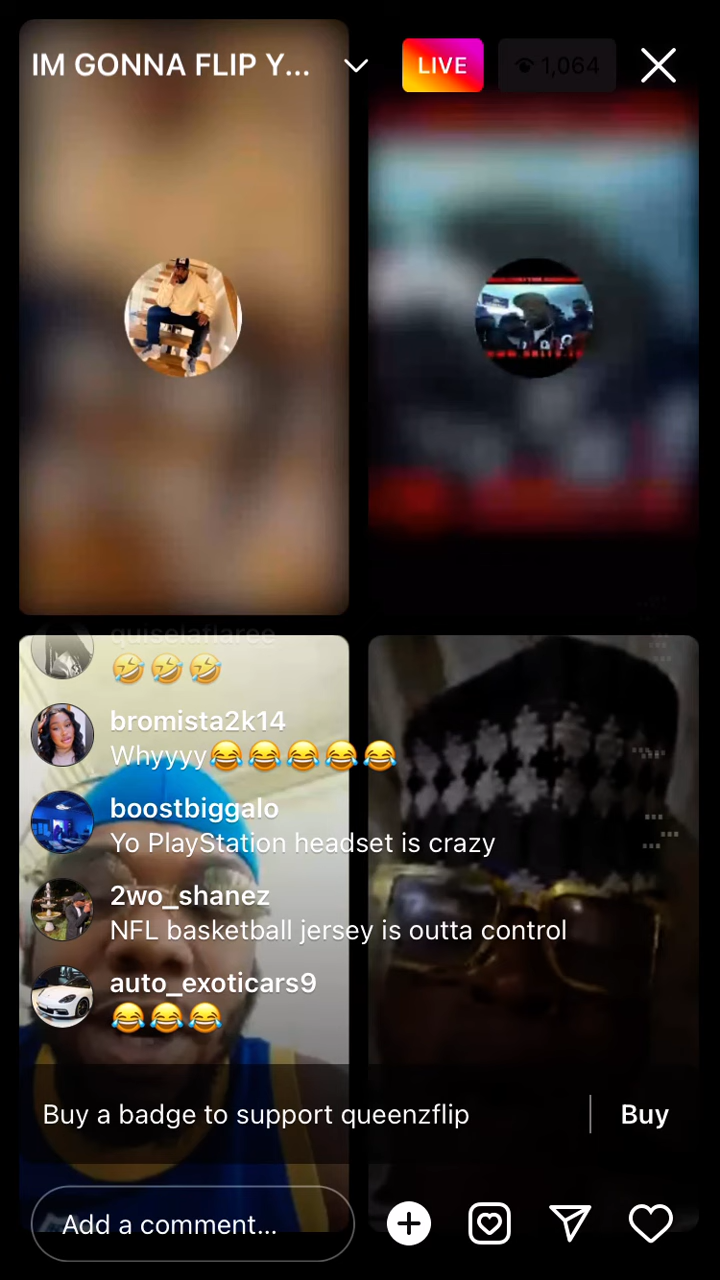 IM GONNA FLIP Y...
LIVE
1,064
quiselaflaree
🤣🤣🤣
bromista2k14
Whyyyy😂😂😂😂😂
boostbiggalo
Yo PlayStation headset is crazy
2wo_shanez
NFL basketball jersey is outta control
auto_exoticars9
😂😂😂
Buy a badge to support queenzflip
Buy
Add a comment...